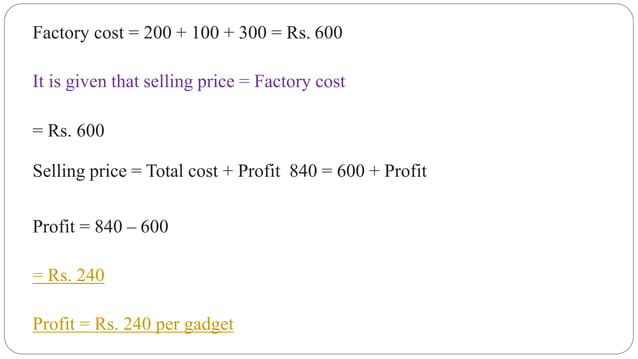 Factory cost = 200 + 100 + 300 = Rs. 600
It is given that selling price = Factory cost
= Rs. 600
Selling price = Total cost + Profit  840 = 600 + Profit
Profit = 840 – 600
= Rs. 240
Profit = Rs. 240 per gadget